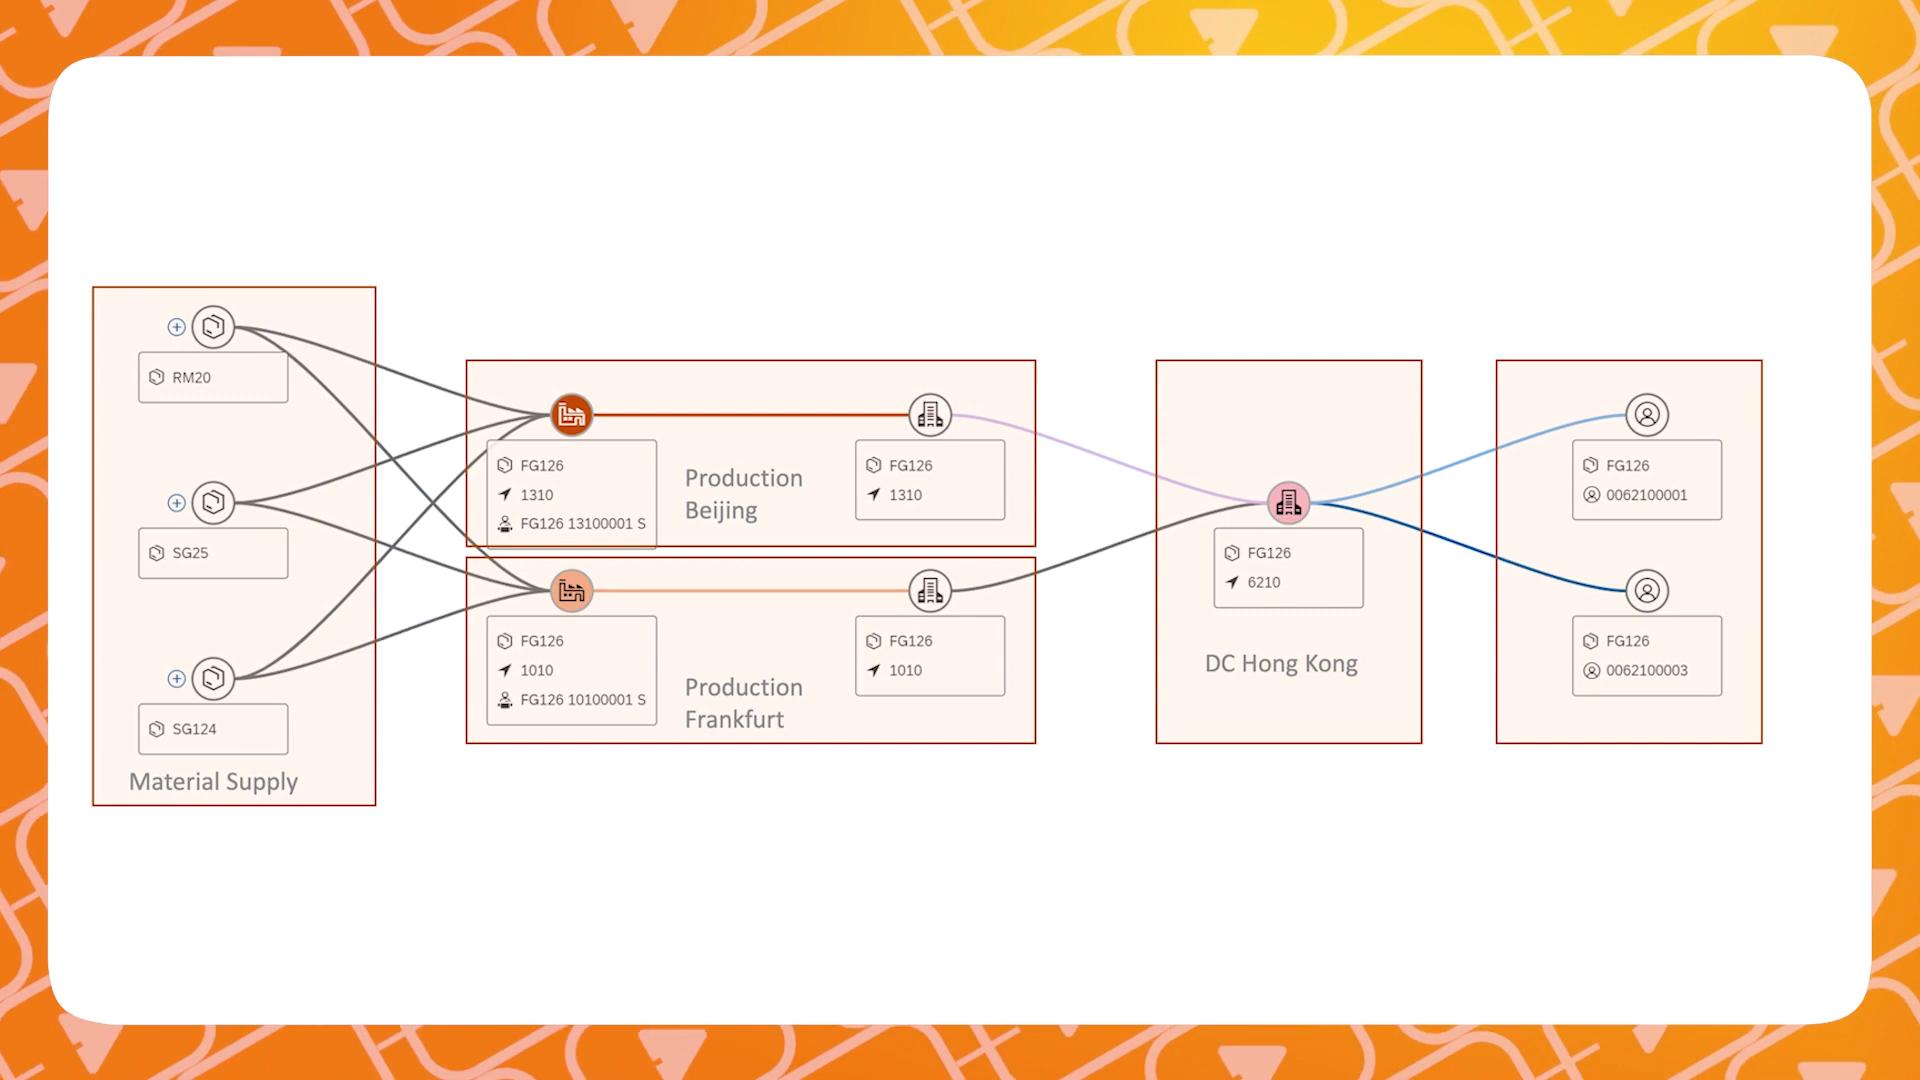 RM20
SG25
SG124
Material Supply
FG126
1310
FG126 13100001 S
Production
Beijing
FG126
1310
FG126
1010
FG126 10100001 S
Production
Frankfurt
FG126
1010
FG126
6210
DC Hong Kong
FG126
0062100001
FG126
0062100003